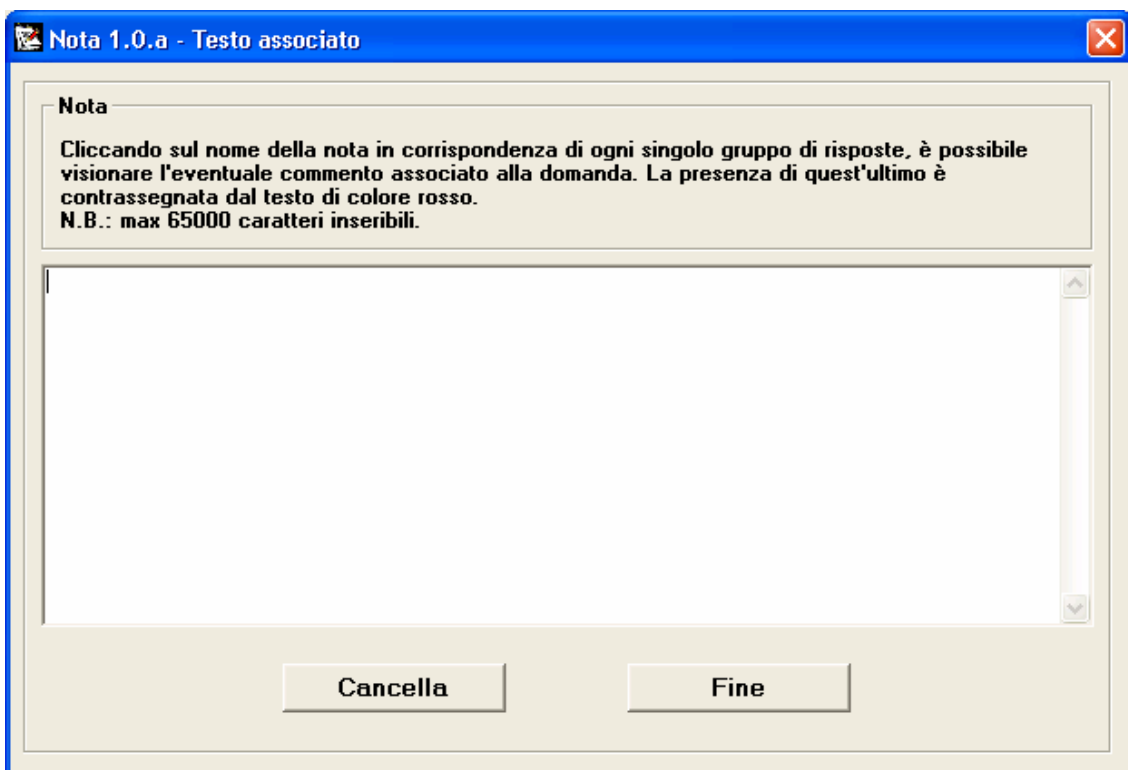 Nota 1.0.a - Testo associato
Nota
Cliccando sul nome della nota in corrispondenza di ogni singolo gruppo di risposte, è possibile
visionare l'eventuale commento associato alla domanda. La presenza di quest'ultimo è
contrassegnata dal testo di colore rosso.
N.B.: max 65000 caratteri inseribili.
Cancella
Fine